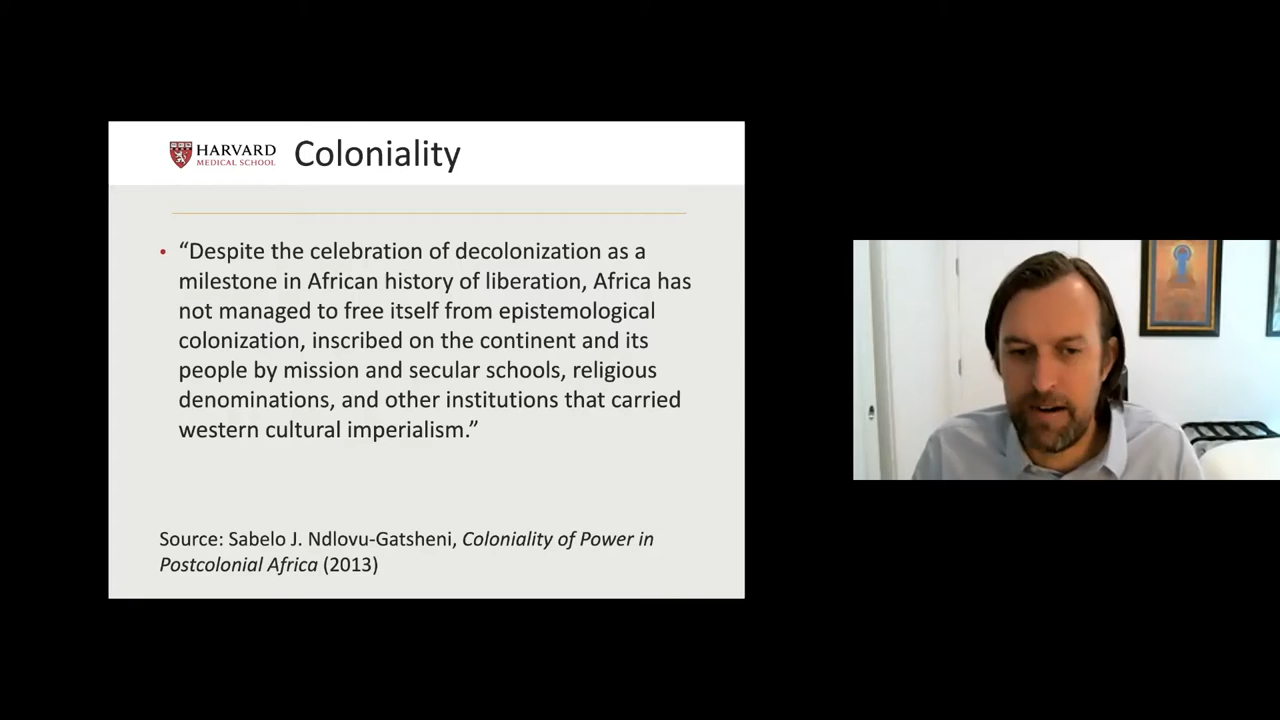 HARVARD
MEDICAL SCHOOL
Coloniality
• “Despite the celebration of decolonization as a
milestone in African history of liberation, Africa has
not managed to free itself from epistemological
colonization, inscribed on the continent and its
people by mission and secular schools, religious
denominations, and other institutions that carried
western cultural imperialism.”
Source: Sabelo J. Ndlovu-Gatsheni, Coloniality of Power in
Postcolonial Africa (2013)